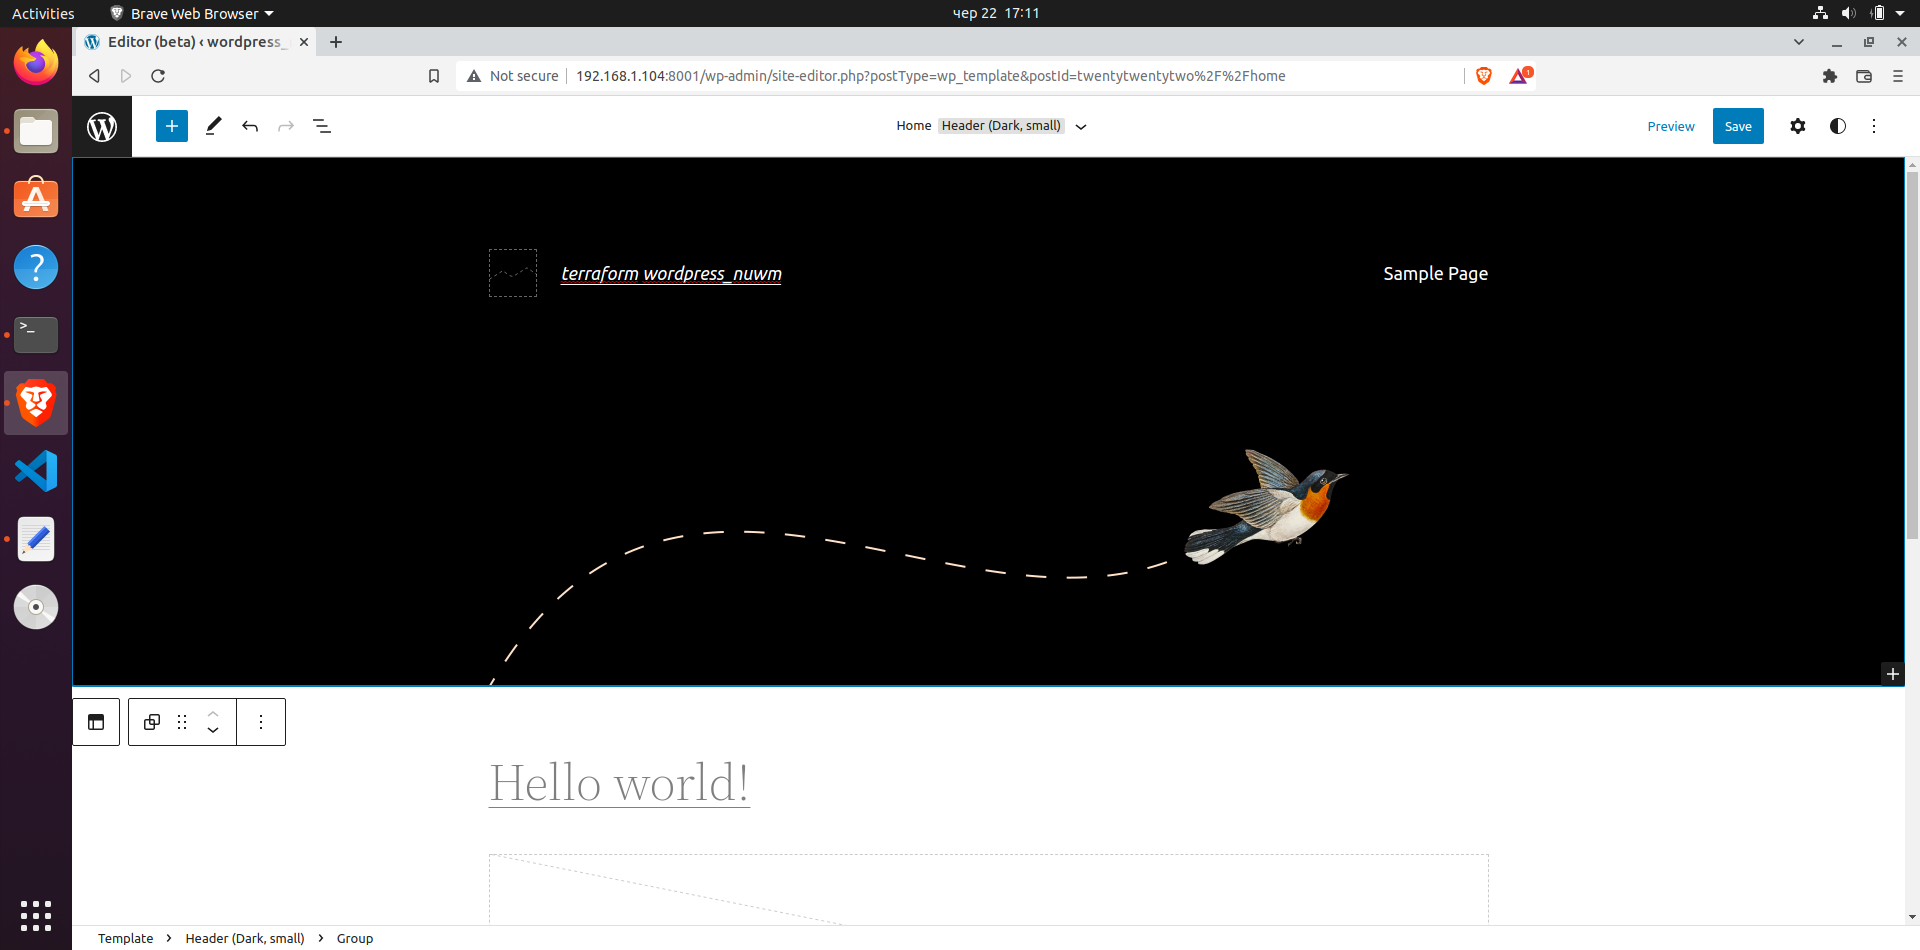 Activities
Brave Web Browser
чер 22 17:11
Editor (beta) ‹ wordpress_
Not secure
192.168.1.104:8001/wp-admin/site-editor.php?postType=wp_template&postId=twentytwentytwo%2F%2Fhome
1
Home Header (Dark, small)
Preview
Save
terraform wordpress_nuwm
Sample Page
Hello world!
Template › Header (Dark, small) › Group